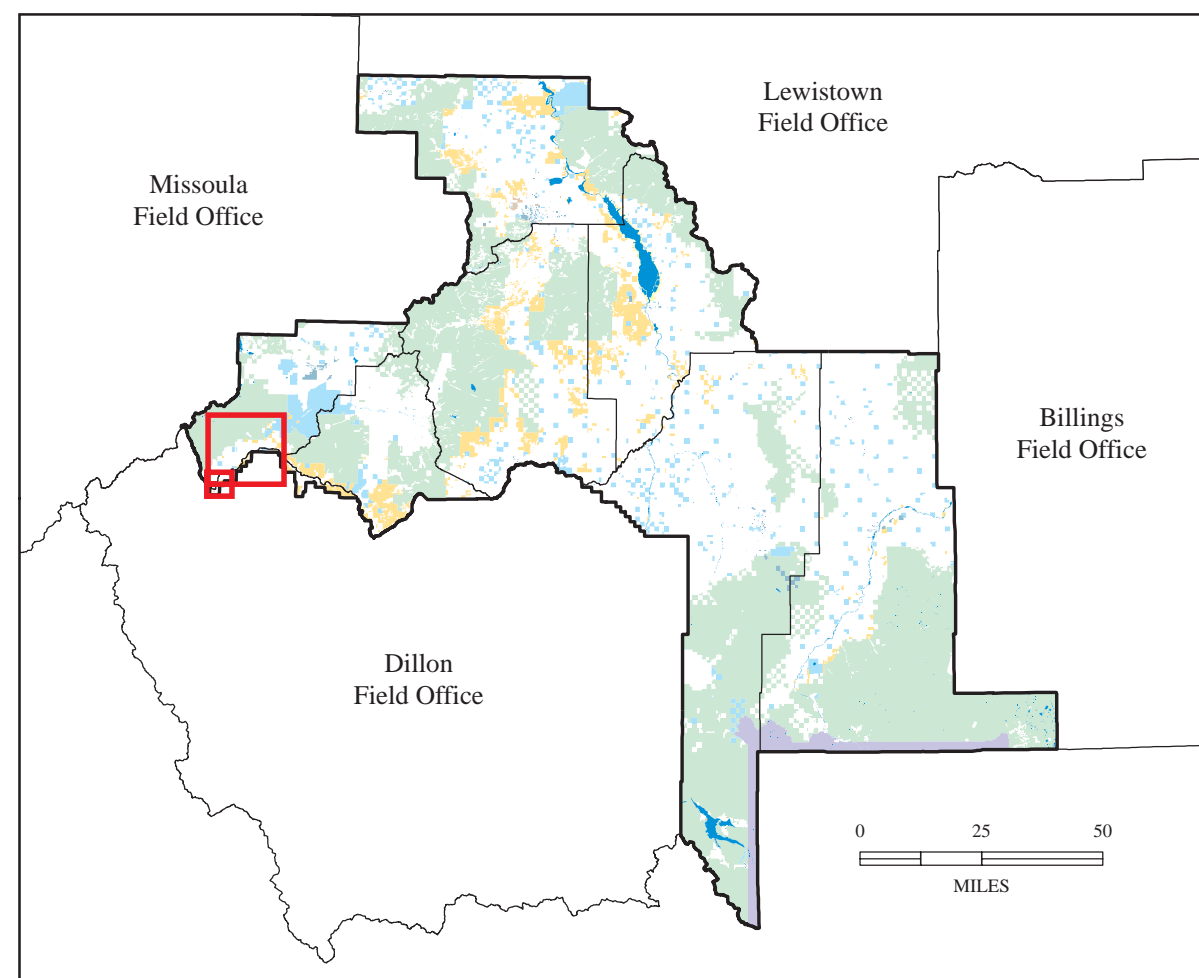 Lewistown
Field Office
Missoula
Field Office
Billings
Field Office
Dillon
Field Office
0 25 50
MILES